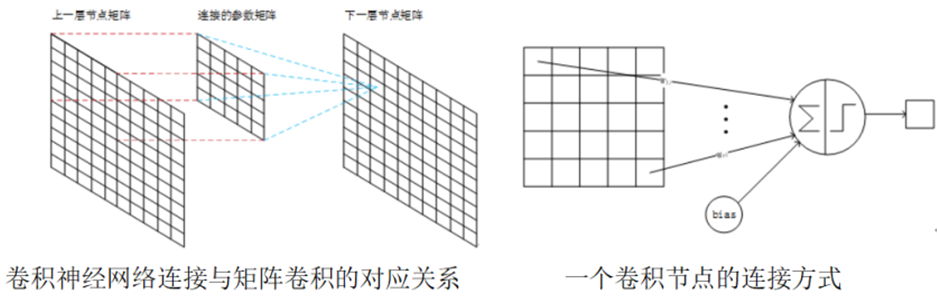 上一层节点矩阵
连接的参数矩阵
下一层节点矩阵
bias
卷积神经网络连接与矩阵卷积的对应关系
一个卷积节点的连接方式